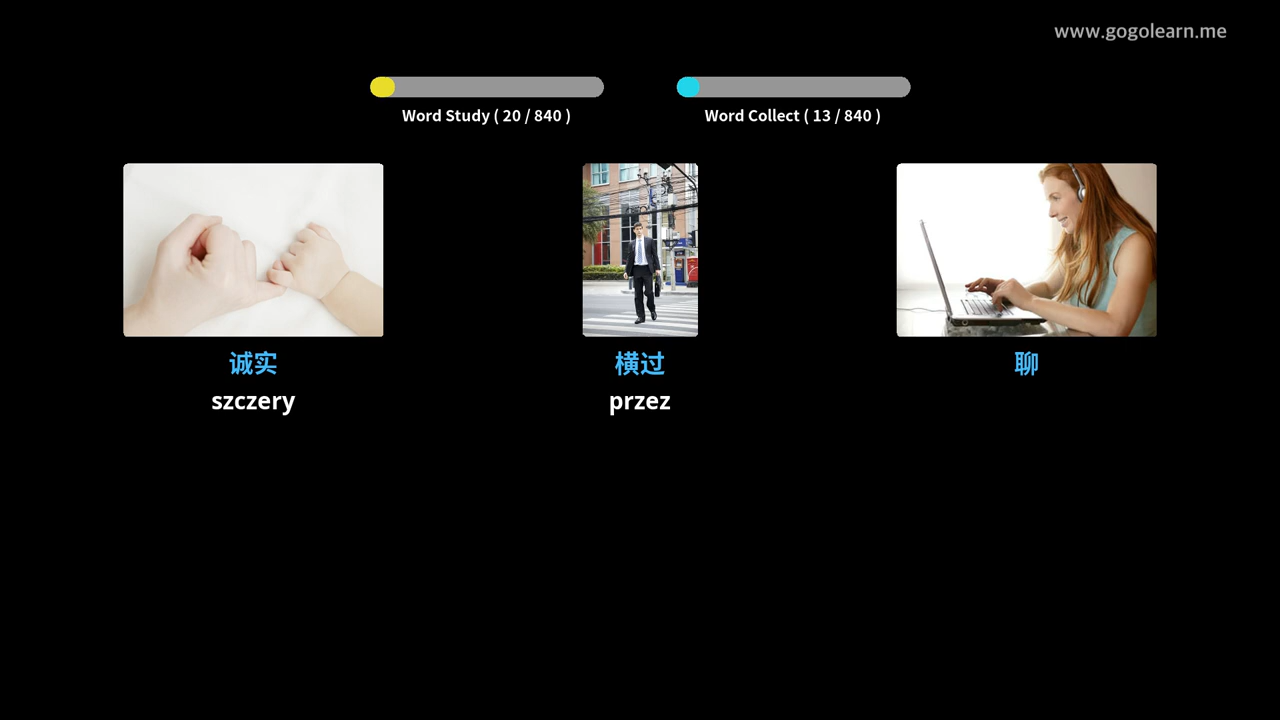 www.gogolearn.me
Word Study ( 20 / 840 )
Word Collect ( 13 / 840 )
诚实
横过
聊
szczery
przez